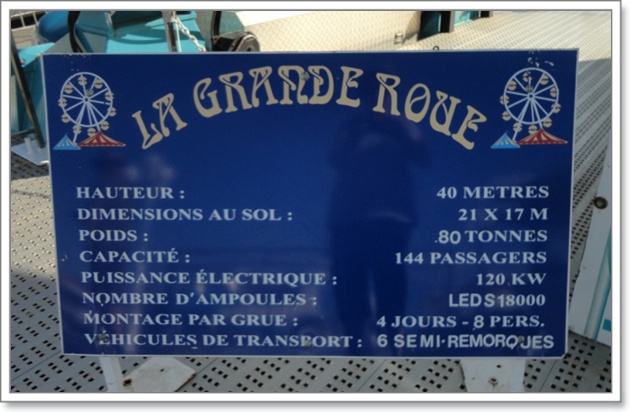 LA GRANDE ROUE
HAUTEUR : 40 METRES
DIMENSIONS AU SOL : 21 X 17 M
POIDS : .80 TONNES
CAPACITÉ : 144 PASSAGERS
PUISSANCE ÉLECTRIQUE : 120 KW
NOMBRE D'AMPOULES : LEDS18000
MONTAGE PAR GRUE : 4 JOURS - 8 PERS.
VÉHICULES DE TRANSPORT : 6 SEMI-REMORQUES